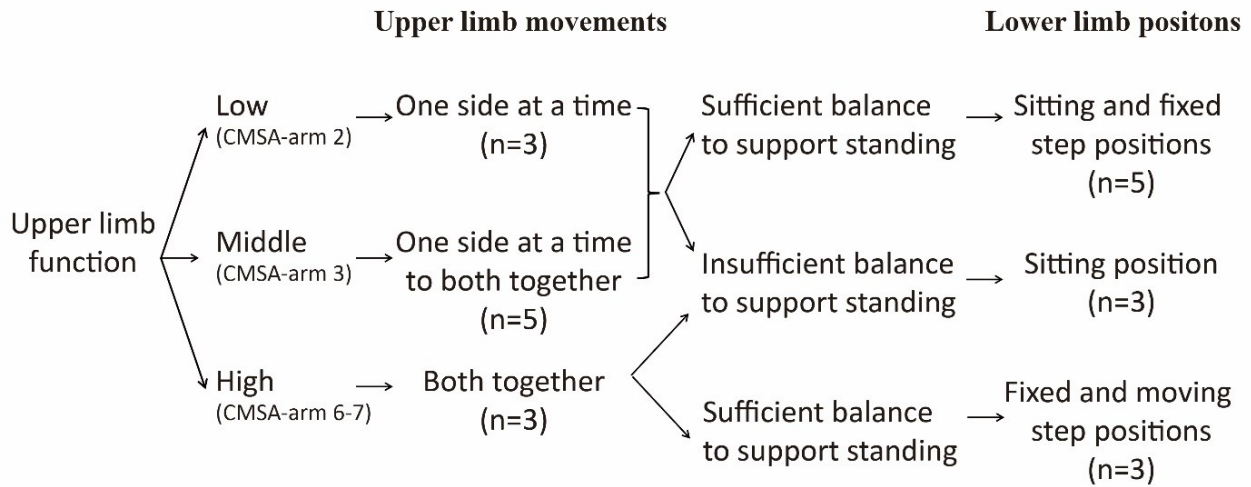 Upper limb movements
Lower limb positons
Upper limb
function
Low
(CMSA-arm 2)
One side at a time
(n=3)
Middle
(CMSA-arm 3)
One side at a time
to both together
(n=5)
High
(CMSA-arm 6-7)
Both together
(n=3)
Sufficient balance
to support standing
Sitting and fixed
step positions
(n=5)
Insufficient balance
to support standing
Sitting position
(n=3)
Sufficient balance
to support standing
Fixed and moving
step positions
(n=3)